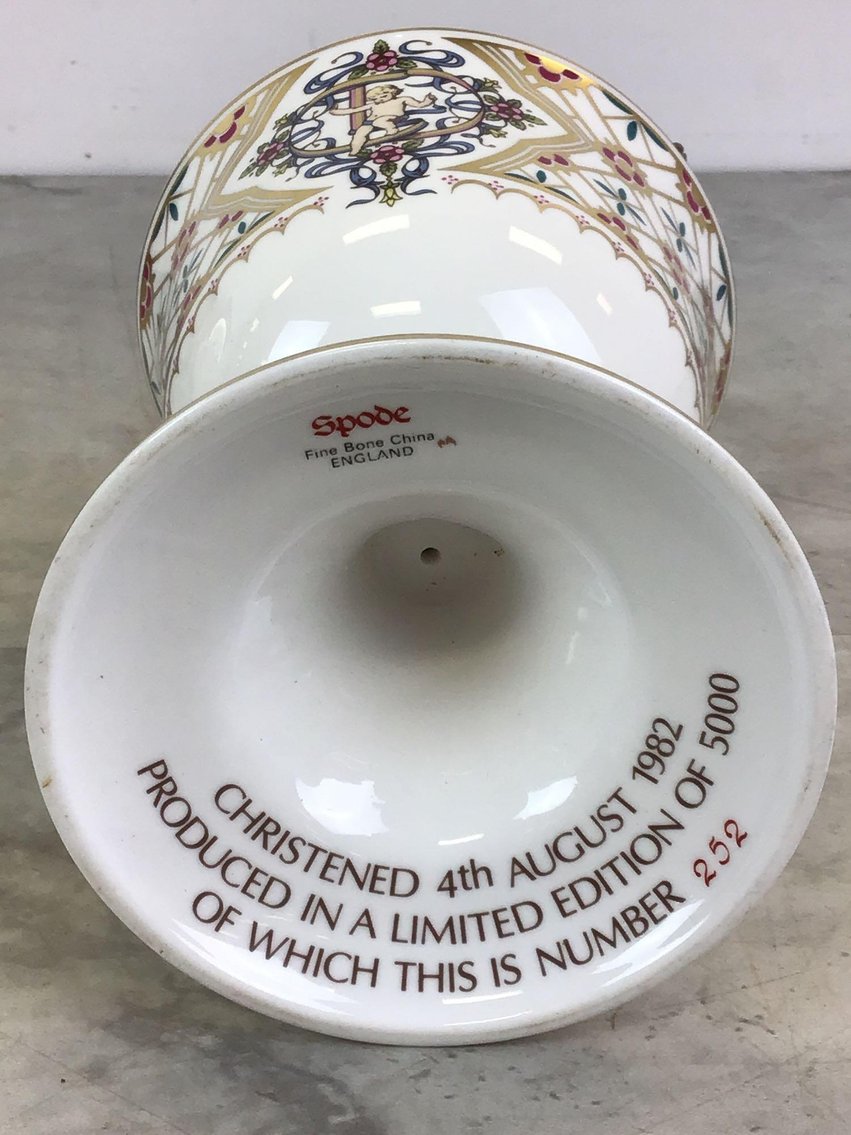 Spode
Fine Bone China
ENGLAND
CHRISTENED 4th AUGUST 1982
PRODUCED IN A LIMITED EDITION OF 5000
OF WHICH THIS IS NUMBER 252